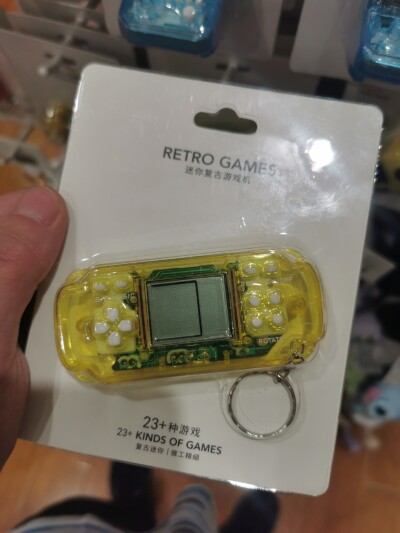 RETRO GAMES
迷你复古游戏机
ROTATE
23+种游戏
23+ KINDS OF GAMES
复古迷你 | 做工精细